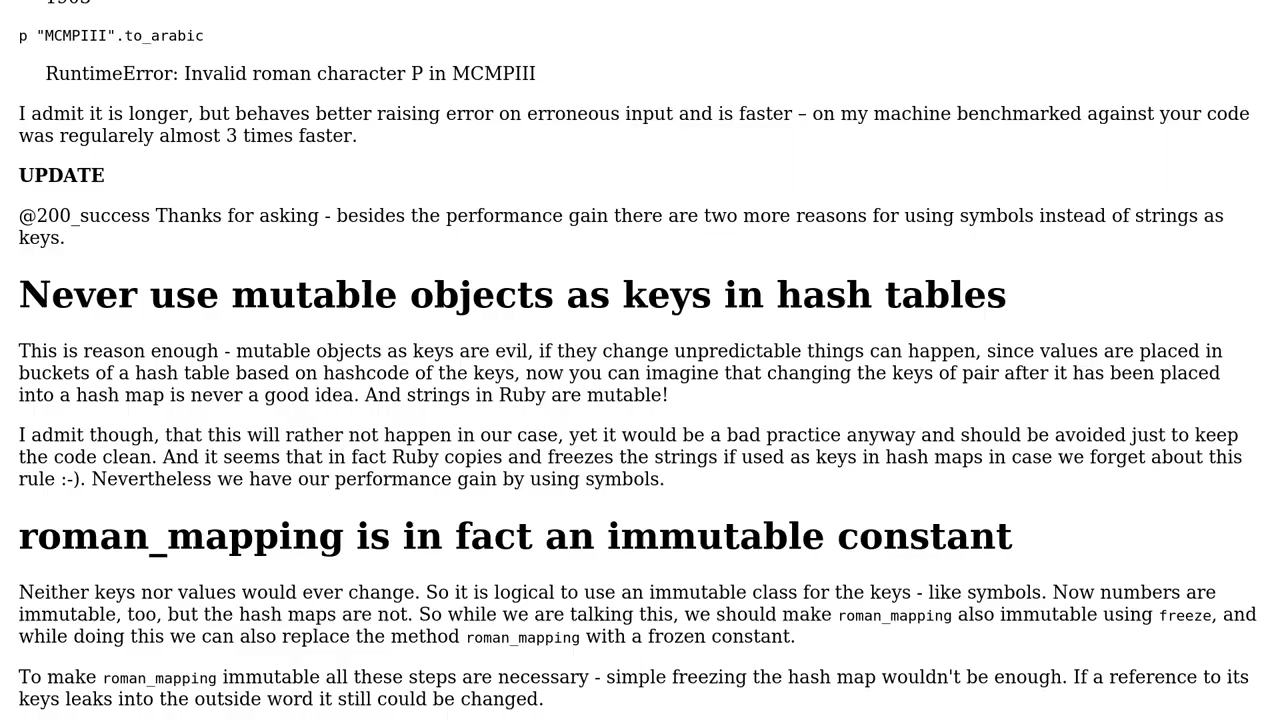 1903
p "MCMPIII".to_arabic
RuntimeError: Invalid roman character P in MCMPIII
I admit it is longer, but behaves better raising error on erroneous input and is faster – on my machine benchmarked against your code
was regularely almost 3 times faster.
UPDATE
@200_success Thanks for asking - besides the performance gain there are two more reasons for using symbols instead of strings as
keys.
Never use mutable objects as keys in hash tables
This is reason enough - mutable objects as keys are evil, if they change unpredictable things can happen, since values are placed in
buckets of a hash table based on hashcode of the keys, now you can imagine that changing the keys of pair after it has been placed
into a hash map is never a good idea. And strings in Ruby are mutable!
I admit though, that this will rather not happen in our case, yet it would be a bad practice anyway and should be avoided just to keep
the code clean. And it seems that in fact Ruby copies and freezes the strings if used as keys in hash maps in case we forget about this
rule :-). Nevertheless we have our performance gain by using symbols.
roman_mapping is in fact an immutable constant
Neither keys nor values would ever change. So it is logical to use an immutable class for the keys - like symbols. Now numbers are
immutable, too, but the hash maps are not. So while we are talking this, we should make roman_mapping also immutable using freeze, and
while doing this we can also replace the method roman_mapping with a frozen constant.
To make roman_mapping immutable all these steps are necessary - simple freezing the hash map wouldn't be enough. If a reference to its
keys leaks into the outside word it still could be changed.